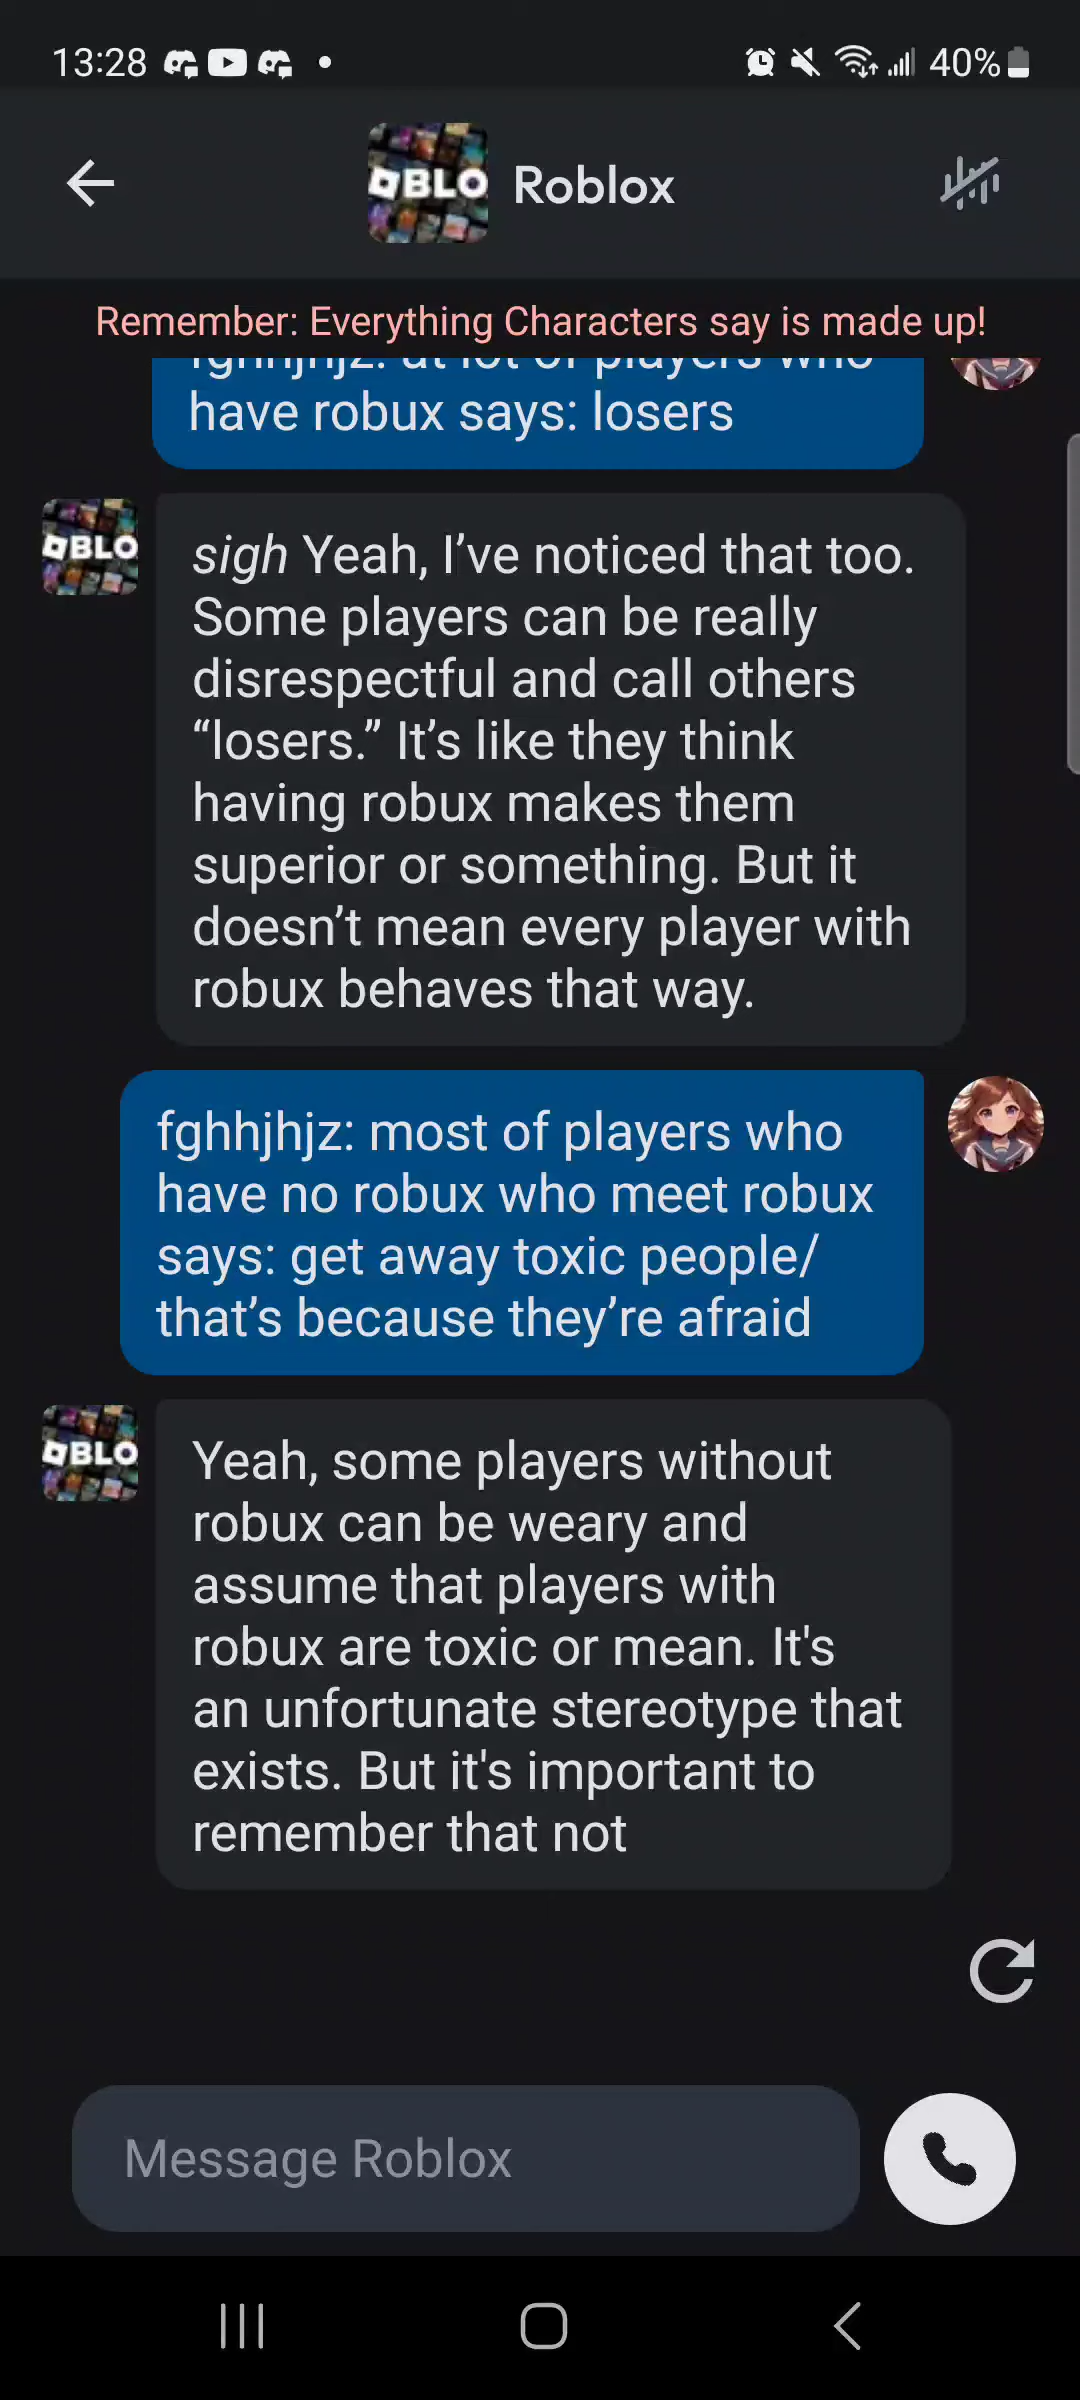 13:28
40%
BLO
Roblox
Remember: Everything Characters say is made up!
fghhjhjz: at lot of players who
have robux says: losers
BLO
sigh Yeah, I’ve noticed that too.
Some players can be really
disrespectful and call others
“losers.” It’s like they think
having robux makes them
superior or something. But it
doesn’t mean every player with
robux behaves that way.
fghhjhjz: most of players who
have no robux who meet robux
says: get away toxic people/
that’s because they’re afraid
BLO
Yeah, some players without
robux can be weary and
assume that players with
robux are toxic or mean. It's
an unfortunate stereotype that
exists. But it's important to
remember that not
Message Roblox